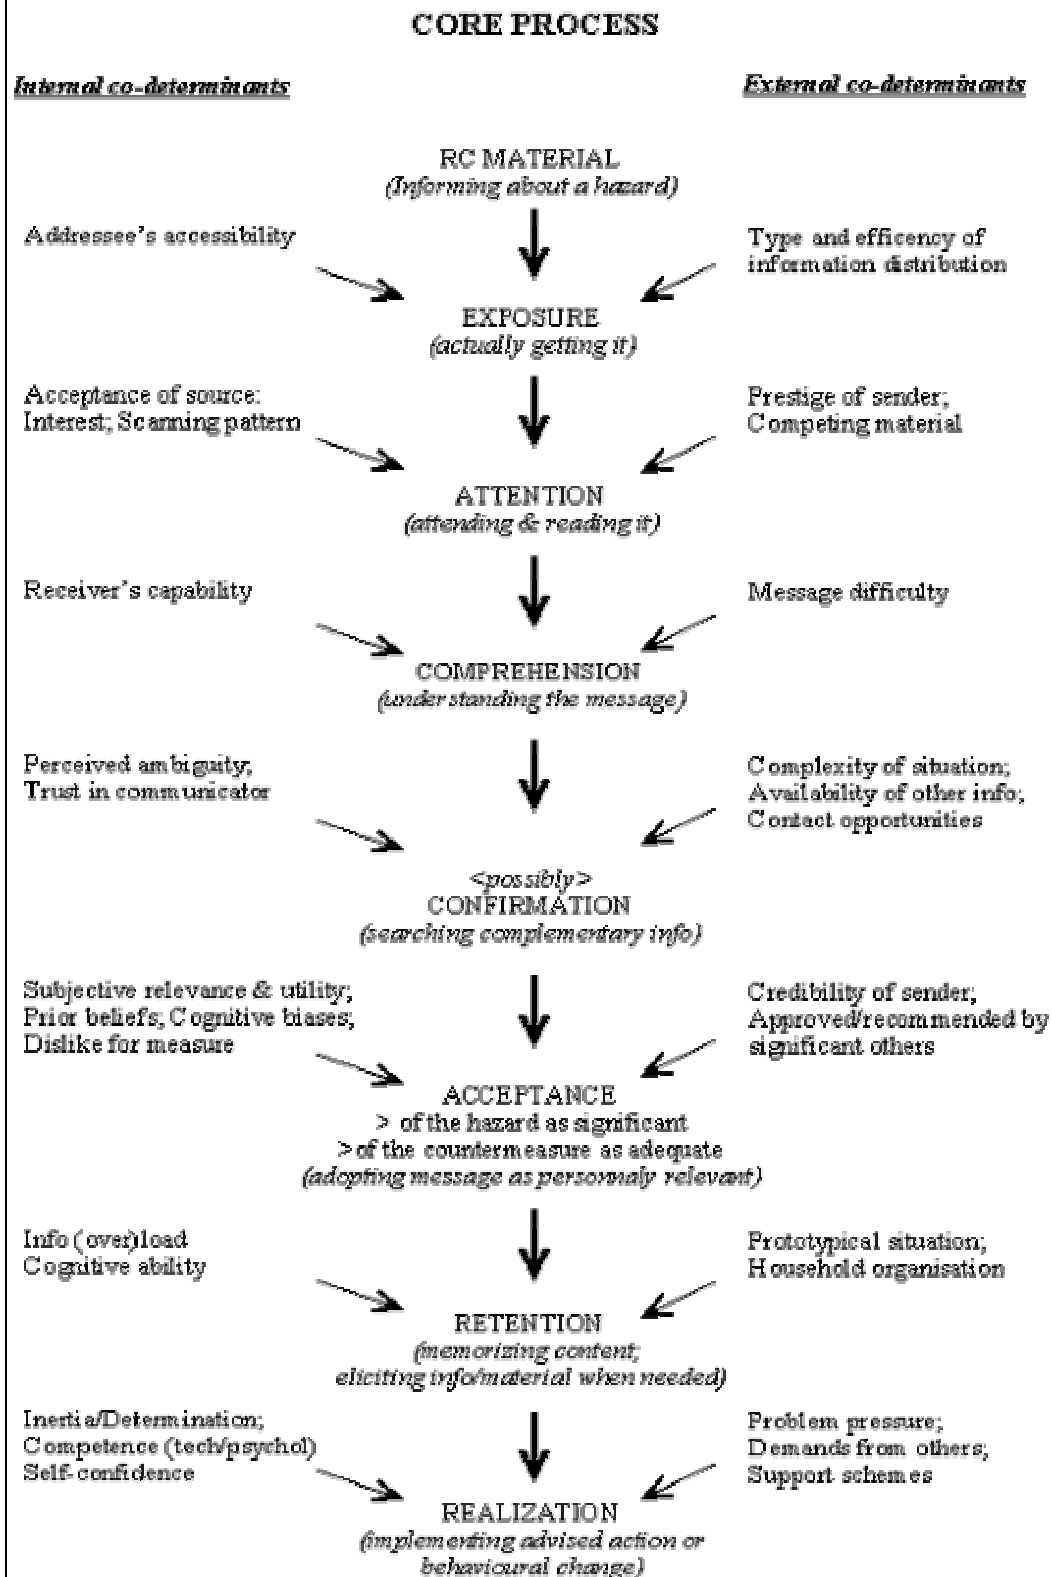 CORE PROCESS
Internal co-determinants
External co-determinants
RC MATERIAL
(Informing about a hazard)
Addressee's accessibility
Type and efficency of
information distribution
EXPOSURE
(actually getting it)
Acceptance of source:
Interest; Scanning pattern
Prestige of sender;
Competing material
ATTENTION
(attending & reading it)
Receiver's capability
Message difficulty
COMPREHENSION
(understanding the message)
Perceived ambiguity;
Trust in communicator
Complexity of situation;
Availability of other info;
Contact opportunities
<possibly>
CONFIRMATION
(searching complementary info)
Subjective relevance & utility;
Prior beliefs; Cognitive biases;
Dislike for measure
Credibility of sender;
Approved/recommended by
significant others
ACCEPTANCE
> of the hazard as significant
> of the countermeasure as adequate
(adopting message as personnaly relevant)
Info (over)load
Cognitive ability
Prototypical situation;
Household organisation
RETENTION
(memorizing content;
eliciting info/material when needed)
Inertia/Determination;
Competence (tech/psychol)
Self-confidence
Problem pressure;
Demands from others;
Support schemes
REALIZATION
(implementing advised action or
behavioural change)